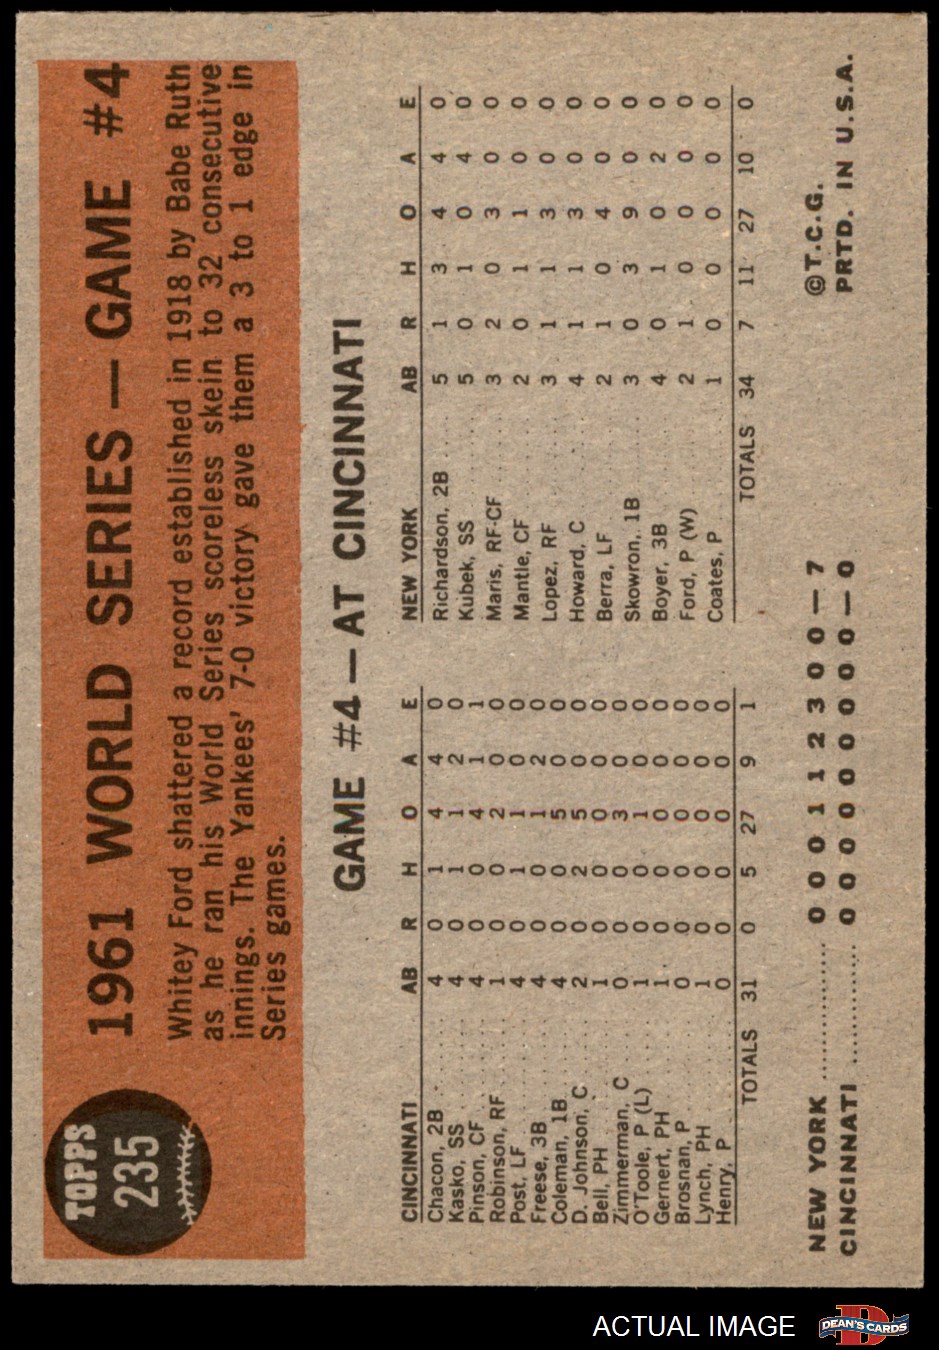 TOPPS
235
1961 WORLD SERIES — GAME #4
Whitey Ford shattered a record established in 1918 by Babe Ruth
as he ran his World Series scoreless skein to 32 consecutive
innings. The Yankees' 7-0 victory gave them a 3 to 1 edge in
Series games.
GAME #4 — AT CINCINNATI
CINCINNATI AB R H O A E
Chacon, 2B 4 0 1 4 4 0
Kasko, SS 4 0 1 1 2 0
Pinson, CF 4 0 0 4 1 1
Robinson, RF 1 0 0 2 0 0
Post, LF 4 0 1 1 0 0
Freese, 3B 4 0 0 1 2 0
Coleman, 1B 4 0 0 5 0 0
D. Johnson, C 2 0 2 5 0 0
Bell, PH 1 0 0 0 0 0
Zimmerman, C 0 0 0 3 0 0
O'Toole, P (L) 1 0 0 1 0 0
Gernert, PH 1 0 0 0 0 0
Brosnan, P 0 0 0 0 0 0
Lynch, PH 1 0 0 0 0 0
Henry, P 0 0 0 0 0 0
TOTALS 31 0 5 27 9 1
NEW YORK AB R H O A E
Richardson, 2B 5 1 3 4 4 0
Kubek, SS 5 0 1 0 4 0
Maris, RF-CF 3 2 0 3 0 0
Mantle, CF 2 0 1 1 0 0
Lopez, RF 3 1 1 3 0 0
Howard, C 4 1 1 3 0 0
Berra, LF 2 1 0 4 0 0
Skowron, 1B 3 0 3 9 0 0
Boyer, 3B 4 0 1 0 2 0
Ford, P (W) 2 1 0 0 0 0
Coates, P 1 0 0 0 0 0
TOTALS 34 7 11 27 10 0
NEW YORK 0 0 0 1 1 2 3 0 0 — 7
CINCINNATI 0 0 0 0 0 0 0 0 0 — 0
©T.C.G.
PRTD. IN U.S.A.
ACTUAL IMAGE
DEAN'S CARDS